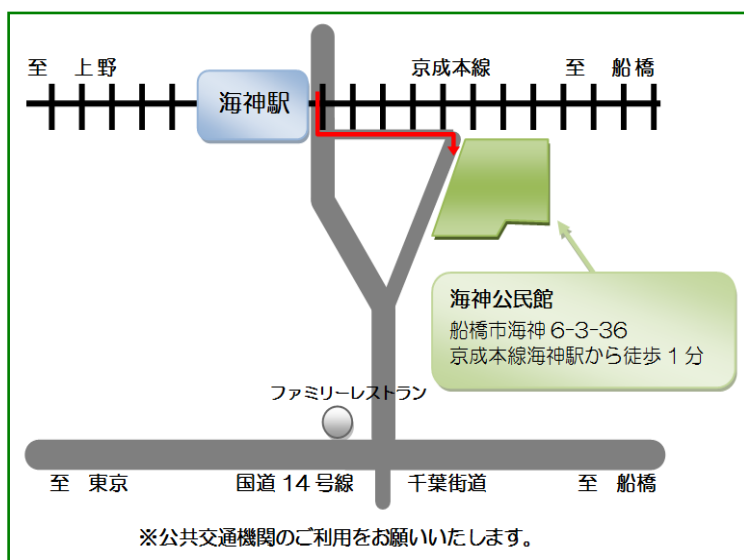 至 上野
京成本線
至 船橋
海神駅
海神公民館
船橋市海神 6-3-36
京成本線海神駅から徒歩 1 分
ファミリーレストラン
至 東京
国道 14 号線
千葉街道
至 船橋
※公共交通機関のご利用をお願いいたします。